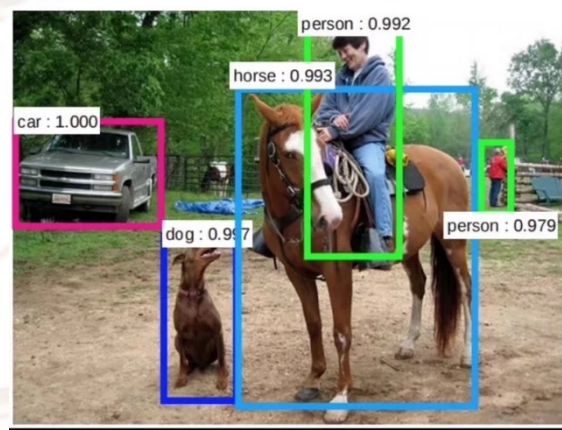 person : 0.992
horse : 0.993
car : 1.000
dog : 0.997
person : 0.979